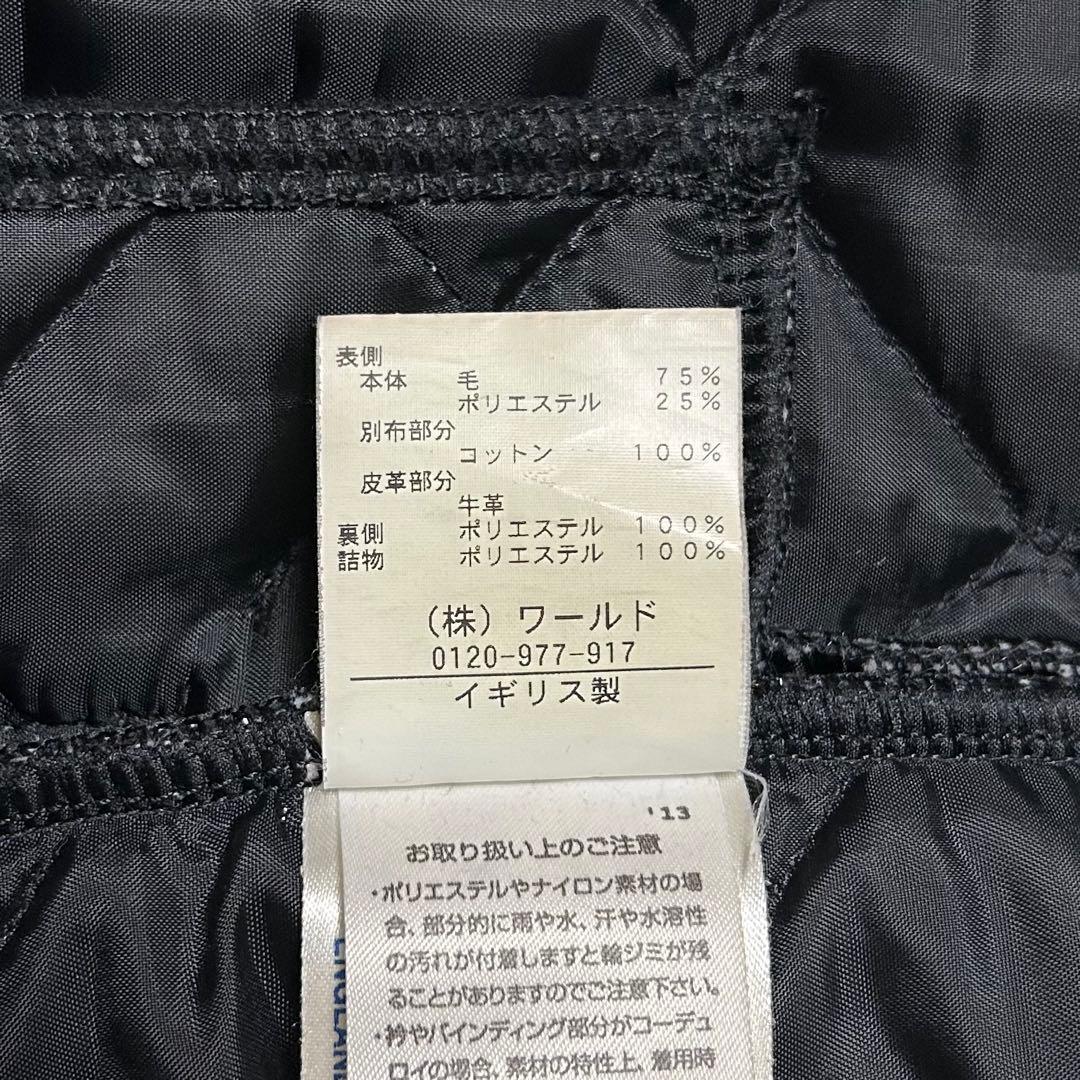 表側
本体 毛 75%
ポリエステル 25%
別布部分
コットン 100%
皮革部分
牛革
裏側 ポリエステル 100%
詰物 ポリエステル 100%
(株)ワールド
0120-977-917
イギリス製
'13
お取り扱い上のご注意
・ポリエステルやナイロン素材の場
合、部分的に雨や水、汗や水溶性
の汚れが付着しますと輪ジミが残
ることがありますのでご注意下さい。
・衿やバインディング部分がコーデュ
ロイの場合、素材の特性上、着用時
ENGLAND